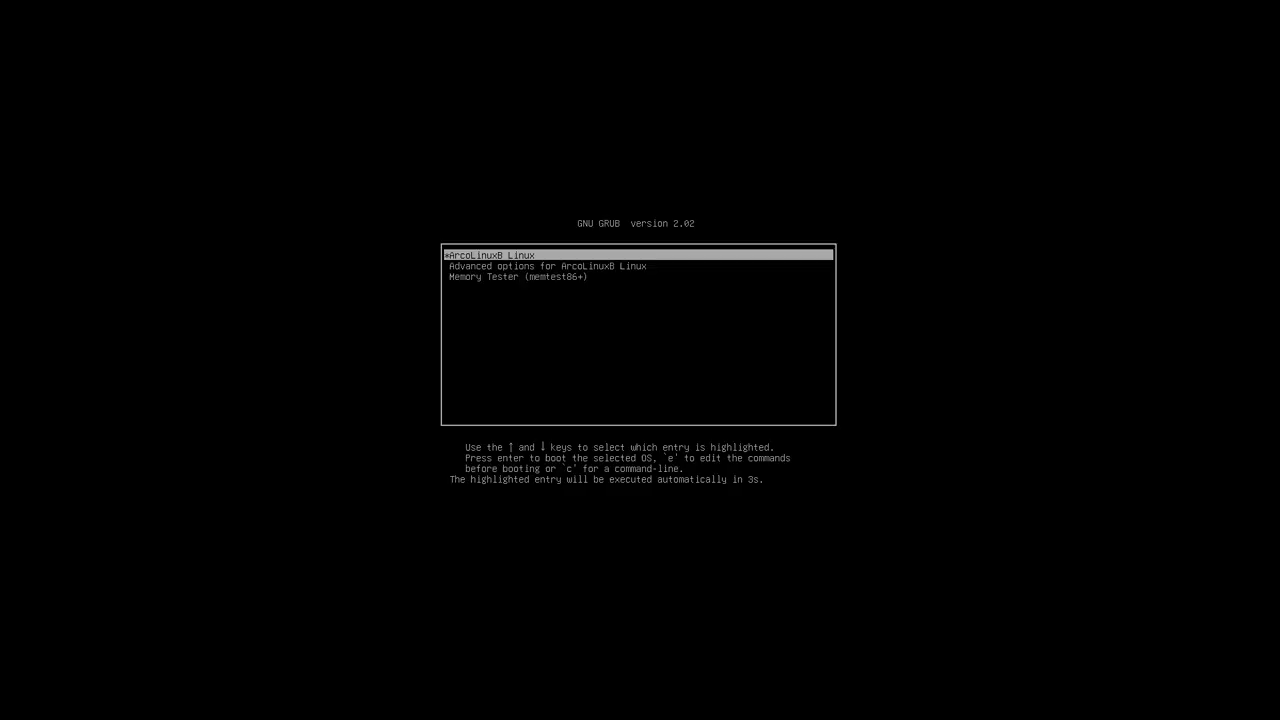 GNU GRUB  version 2.02
*ArcoLinuxB Linux
Advanced options for ArcoLinuxB Linux
Memory Tester (memtest86+)
Use the ↑ and ↓ keys to select which entry is highlighted.
Press enter to boot the selected OS, `e' to edit the commands
before booting or `c' for a command-line.
The highlighted entry will be executed automatically in 3s.